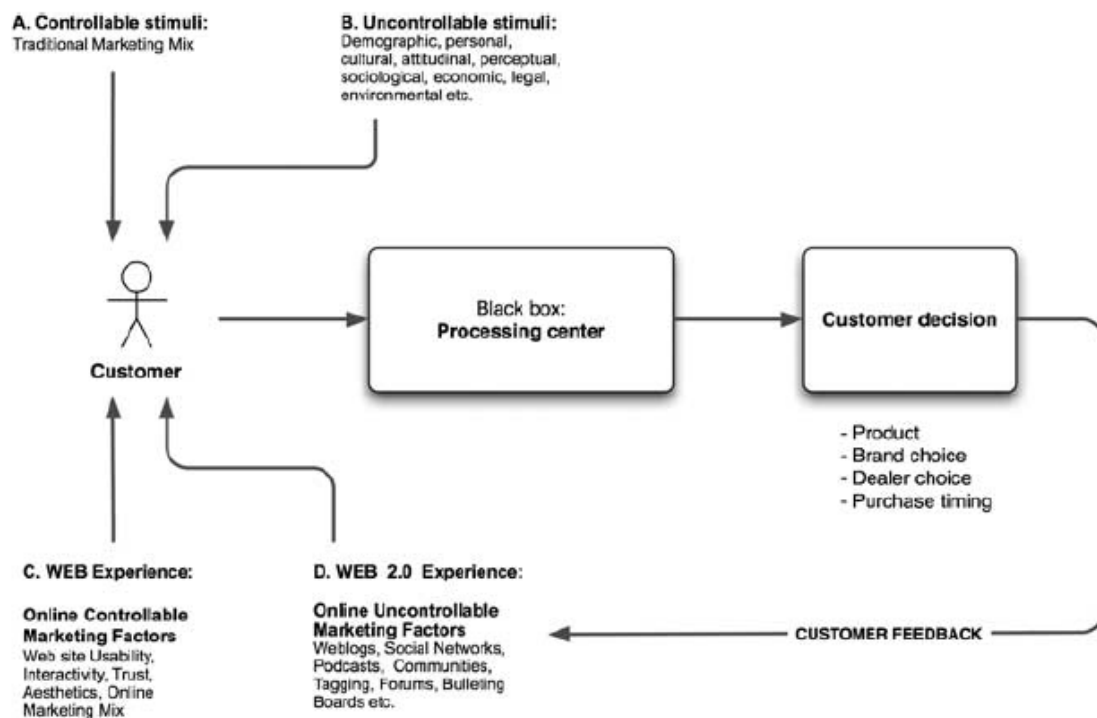 A. Controllable stimuli:
Traditional Marketing Mix
B. Uncontrollable stimuli:
Demographic, personal,
cultural, attitudinal, perceptual,
sociological, economic, legal,
environmental etc.
Customer
Black box:
Processing center
Customer decision
- Product
- Brand choice
- Dealer choice
- Purchase timing
C. WEB Experience:
Online Controllable
Marketing Factors
Web site Usability,
Interactivity, Trust,
Aesthetics, Online
Marketing Mix
D. WEB 2.0 Experience:
Online Uncontrollable
Marketing Factors
Weblogs, Social Networks,
Podcasts, Communities,
Tagging, Forums, Bulleting
Boards etc.
CUSTOMER FEEDBACK